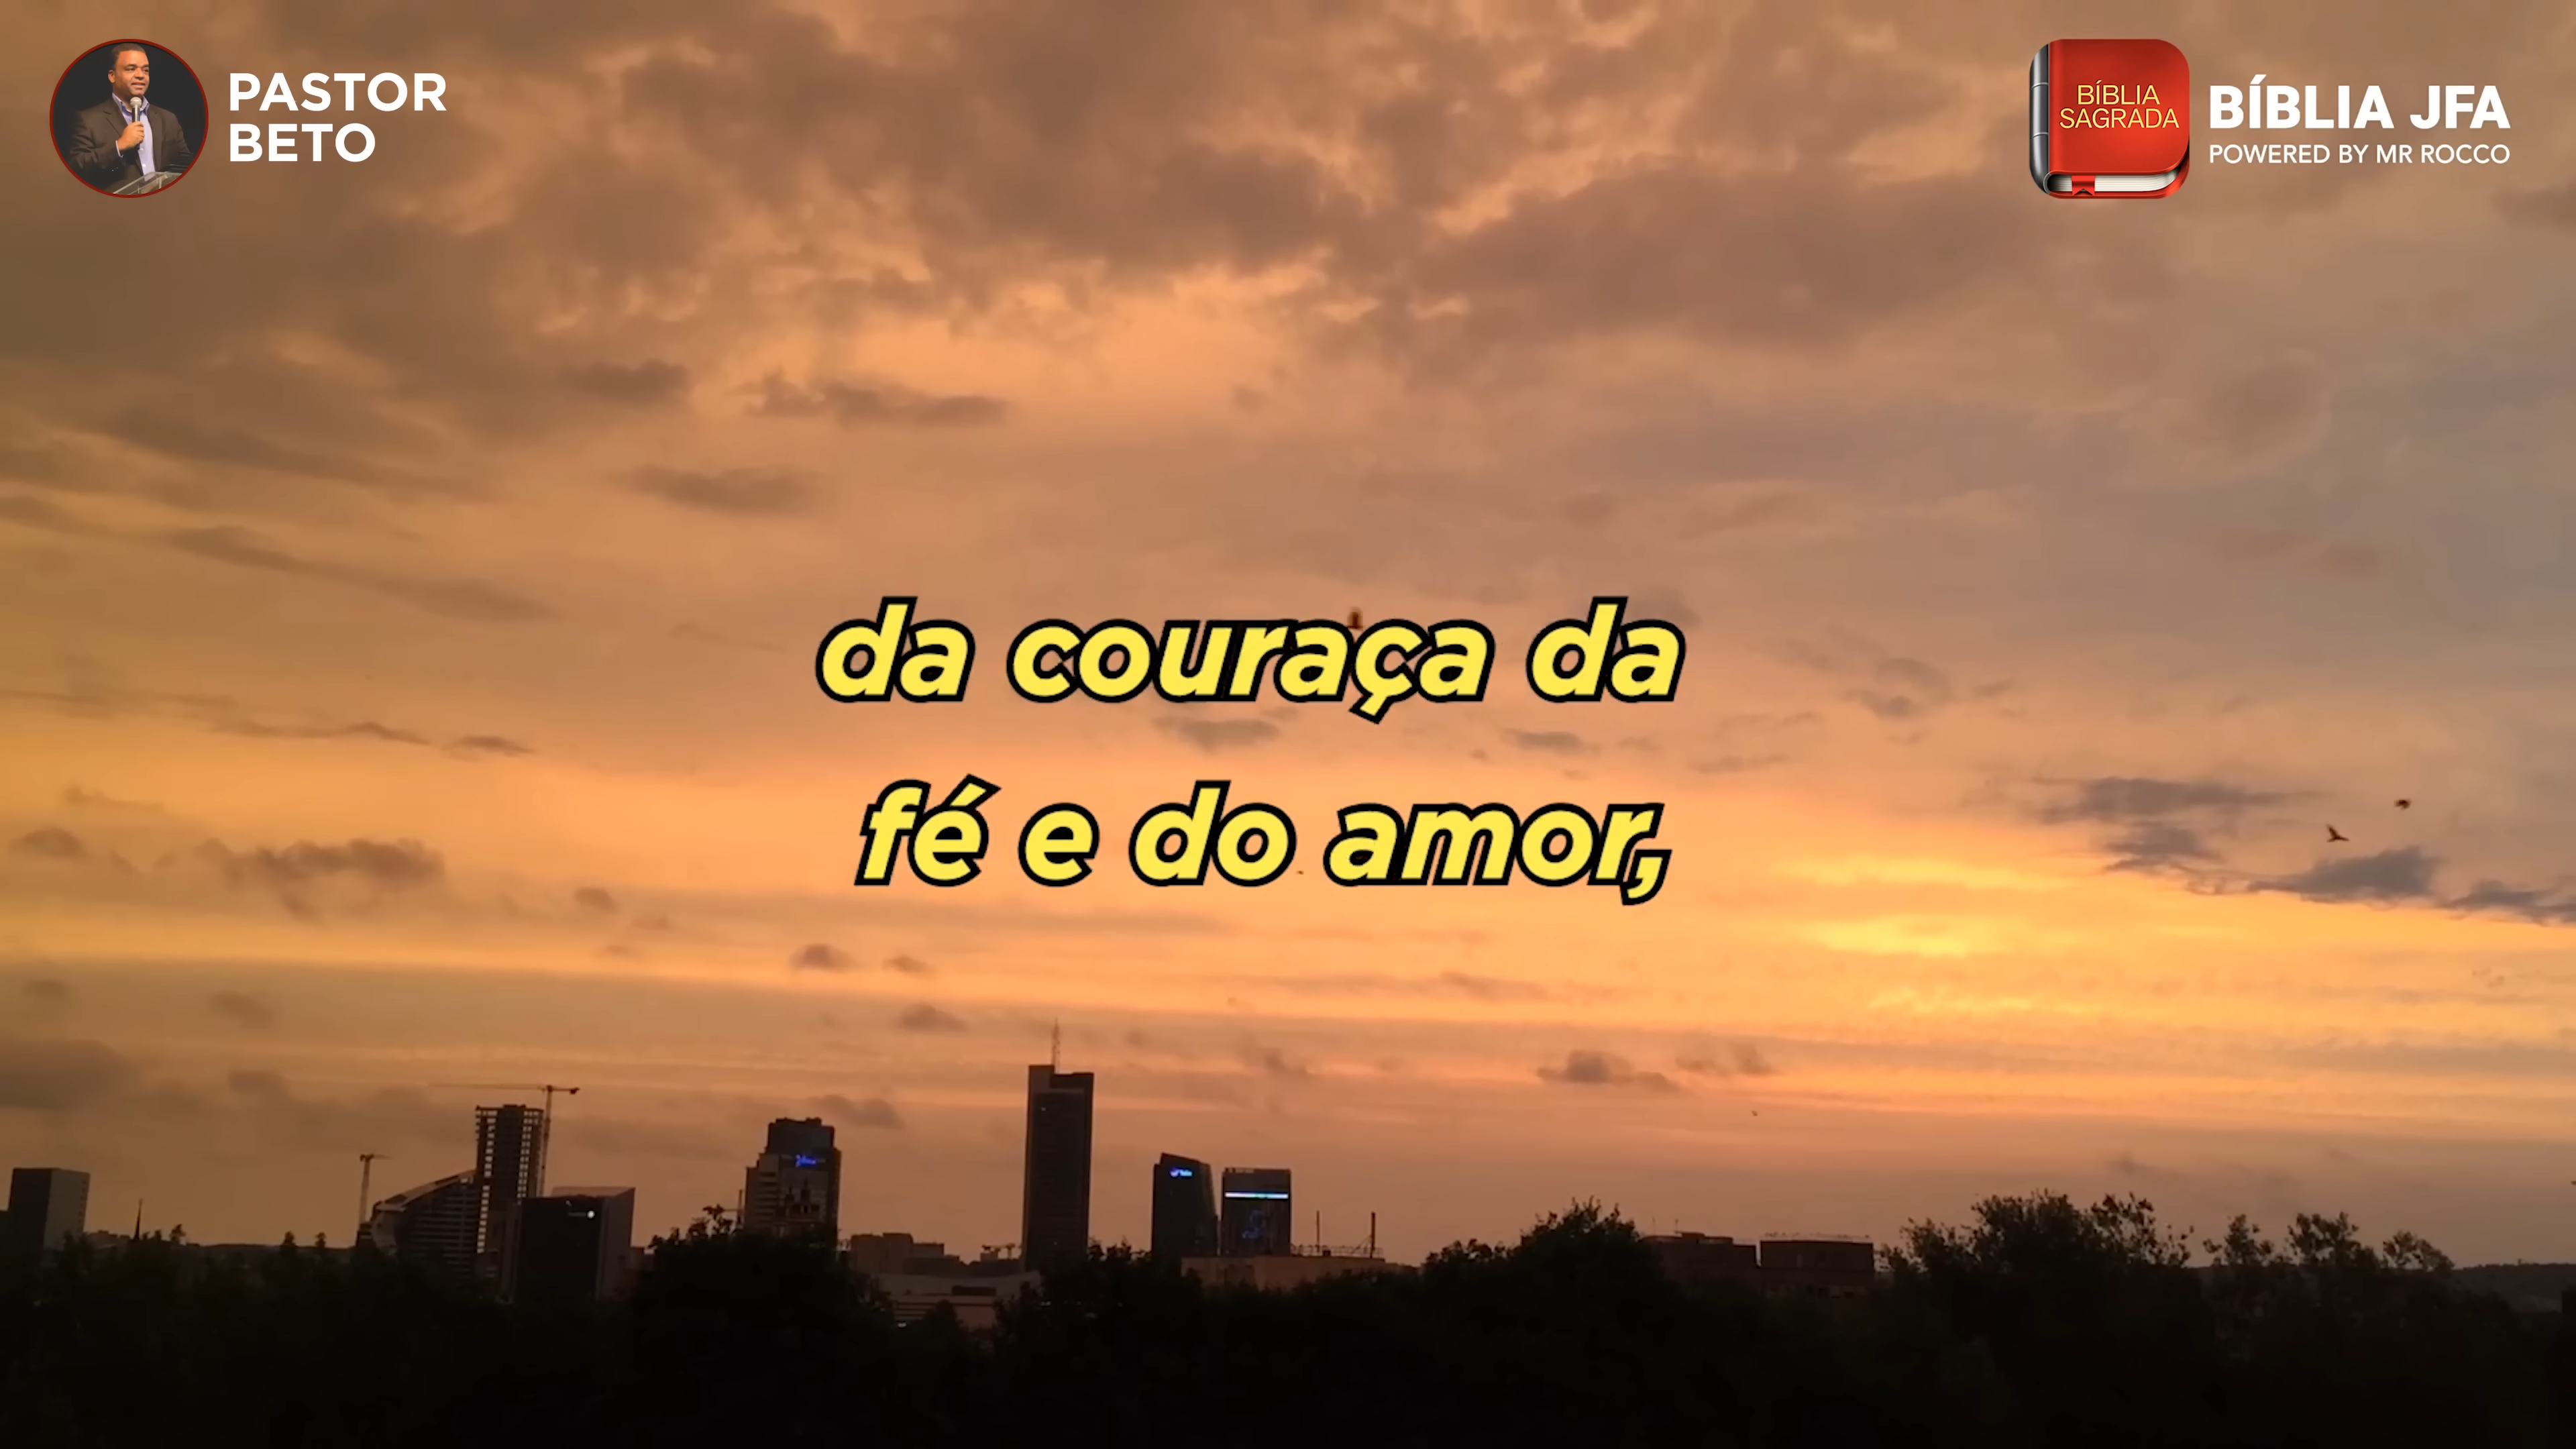 PASTOR
BETO
BÍBLIA
SAGRADA
BÍBLIA JFA
POWERED BY MR ROCCO
da couraça da
fé e do amor,